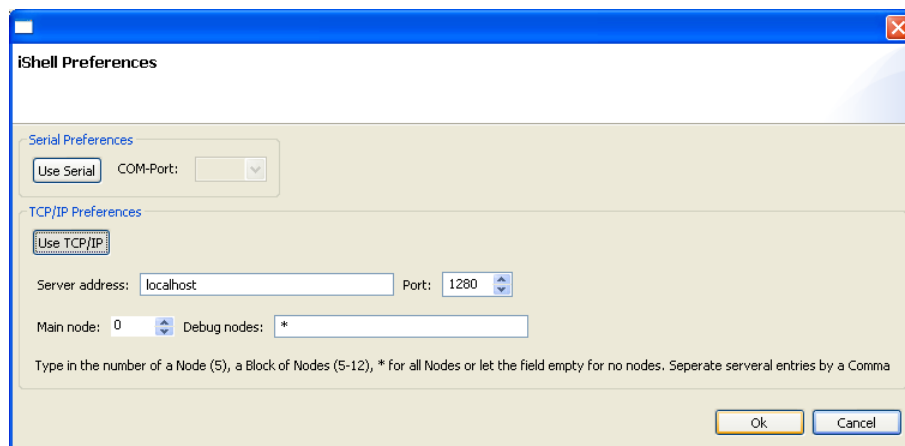 iShell Preferences
Serial Preferences
Use Serial COM-Port:
TCP/IP Preferences
Use TCP/IP
Server address: localhost Port: 1280
Main node: 0 Debug nodes: *
Type in the number of a Node (5), a Block of Nodes (5-12), * for all Nodes or let the field empty for no nodes. Seperate serveral entries by a Comma
Ok Cancel